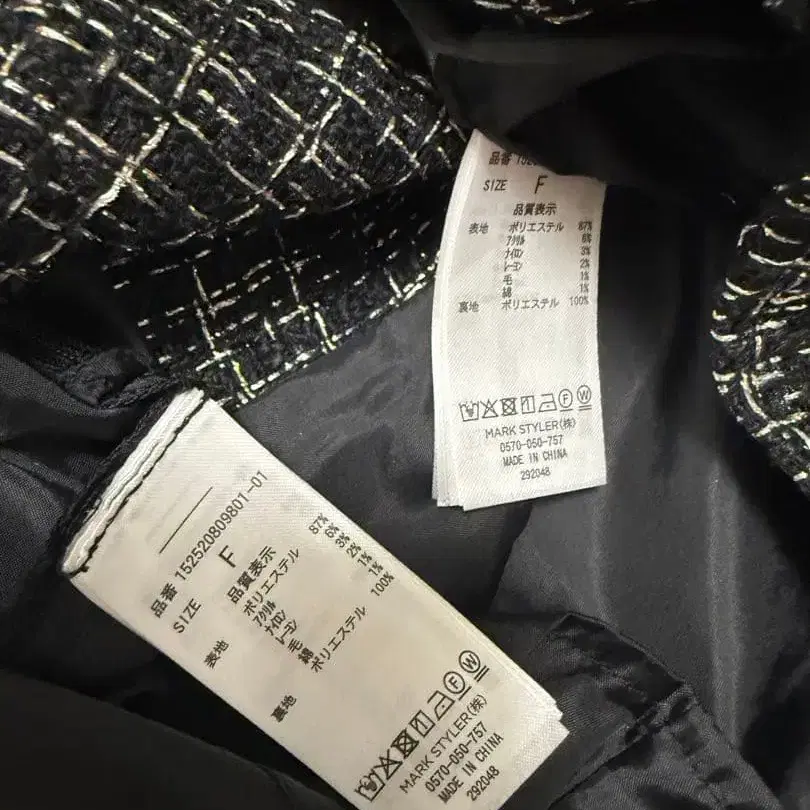 品番 152520809801-01
SIZE F
品質表示
表地 ポリエステル 87%
アクリル 6%
ナイロン 3%
レーヨン 2%
毛 1%
綿 1%
裏地 ポリエステル 100%
F W
MARK STYLER(株)
0570-050-757
MADE IN CHINA
292048
品番
SIZE F
品質表示
表地 ポリエステル 87%
アクリル 6%
ナイロン 3%
レーヨン 2%
毛 1%
綿 1%
裏地 ポリエステル 100%
F W
MARK STYLER(株)
0570-050-757
MADE IN CHINA
292048